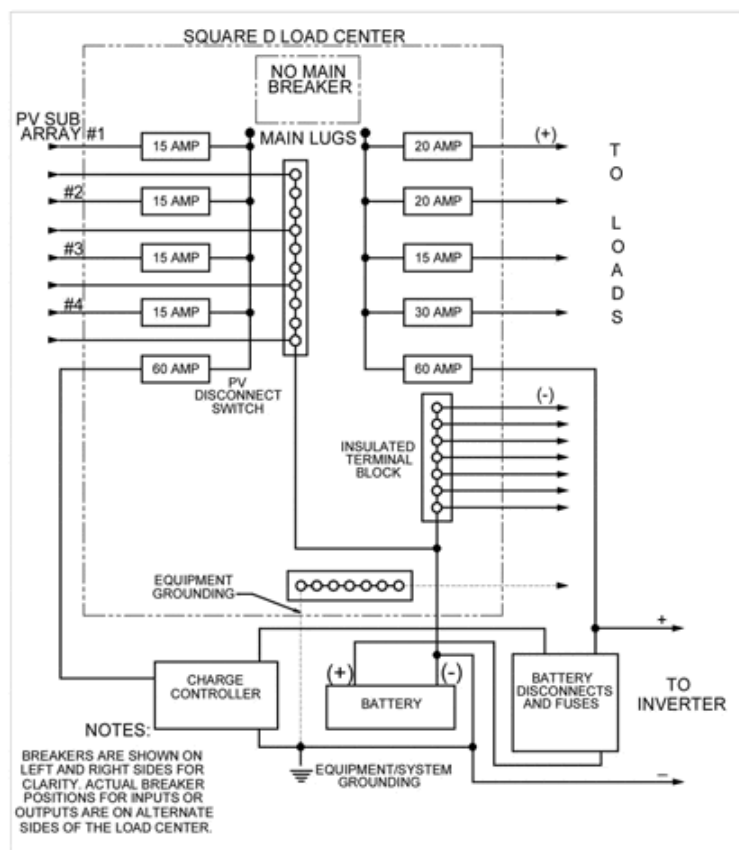 SQUARE D LOAD CENTER
NO MAIN
BREAKER
PV SUB
ARRAY #1
MAIN LUGS
15 AMP
#2
15 AMP
#3
15 AMP
#4
15 AMP
60 AMP
PV
DISCONNECT
SWITCH
20 AMP
(+)
20 AMP
15 AMP
30 AMP
60 AMP
T
O
L
O
A
D
S
(-)
INSULATED
TERMINAL
BLOCK
EQUIPMENT
GROUNDING
CHARGE
CONTROLLER
(+)
(-)
BATTERY
BATTERY
DISCONNECTS
AND FUSES
+
TO
INVERTER
–
EQUIPMENT/SYSTEM
GROUNDING
NOTES:
BREAKERS ARE SHOWN ON
LEFT AND RIGHT SIDES FOR
CLARITY. ACTUAL BREAKER
POSITIONS FOR INPUTS OR
OUTPUTS ARE ON ALTERNATE
SIDES OF THE LOAD CENTER.